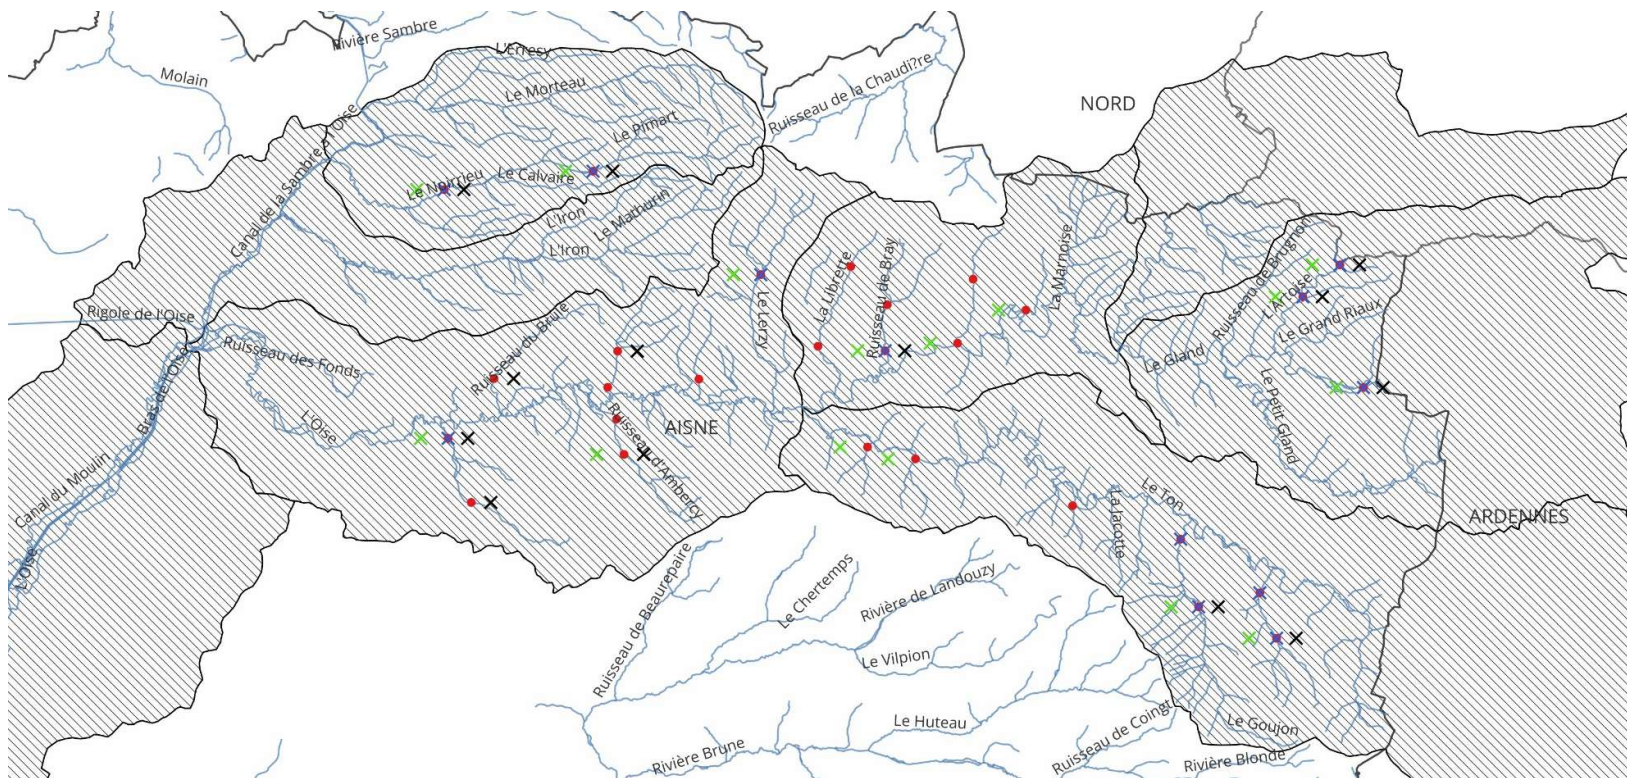 Rivière Sambre
L'Erresy
Molain
Le Morteau
Ruisseau de la Chaudi?re
NORD
Le Pimart
Canal de la Sambre à l'Oise
Le Noirrieu
Le Calvaire
L'Iron
Le Mathurin
L'Iron
La Librette
Ruisseau de Bray
La Marnoise
Ruisseau de Brugnon
L'Artoise
Le Grand Riaux
Rigole de l'Oise
Le Lerzy
Ruisseau du Brulé
Ruisseau des Fonds
Le Gland
Bras de l'Oise
L'Oise
Ruisseau d'Ambercy
AISNE
Le Petit Gland
Canal du Moulin
Le Ton
La Jacotte
ARDENNES
L'Oise
Ruisseau de Beaurepaire
Le Chertemps
Rivière de Landouzy
Le Vilpion
Le Huteau
Ruisseau de Coingt
Le Goujon
Rivière Brune
Rivière Blonde